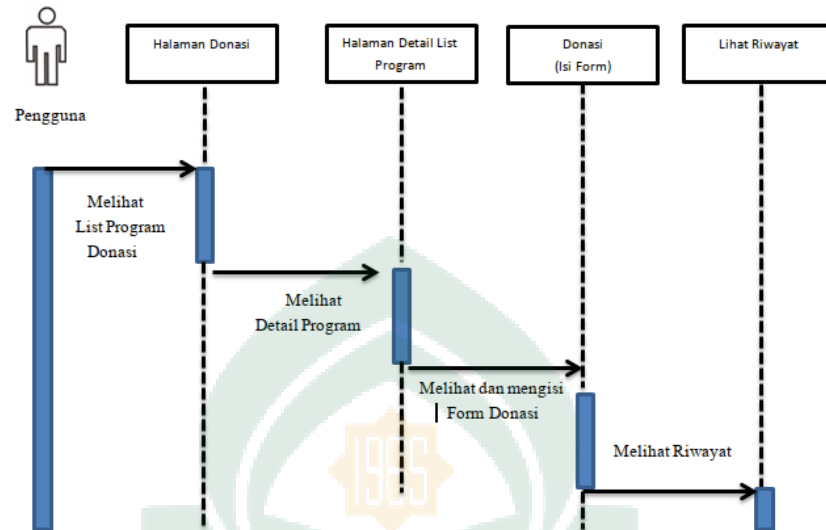 Halaman Donasi
Halaman Detail List
Program
Donasi
(Isi Form)
Lihat Riwayat
Pengguna
Melihat
List Program
Donasi
Melihat
Detail Program
Melihat dan mengisi
Form Donasi
Melihat Riwayat
1965